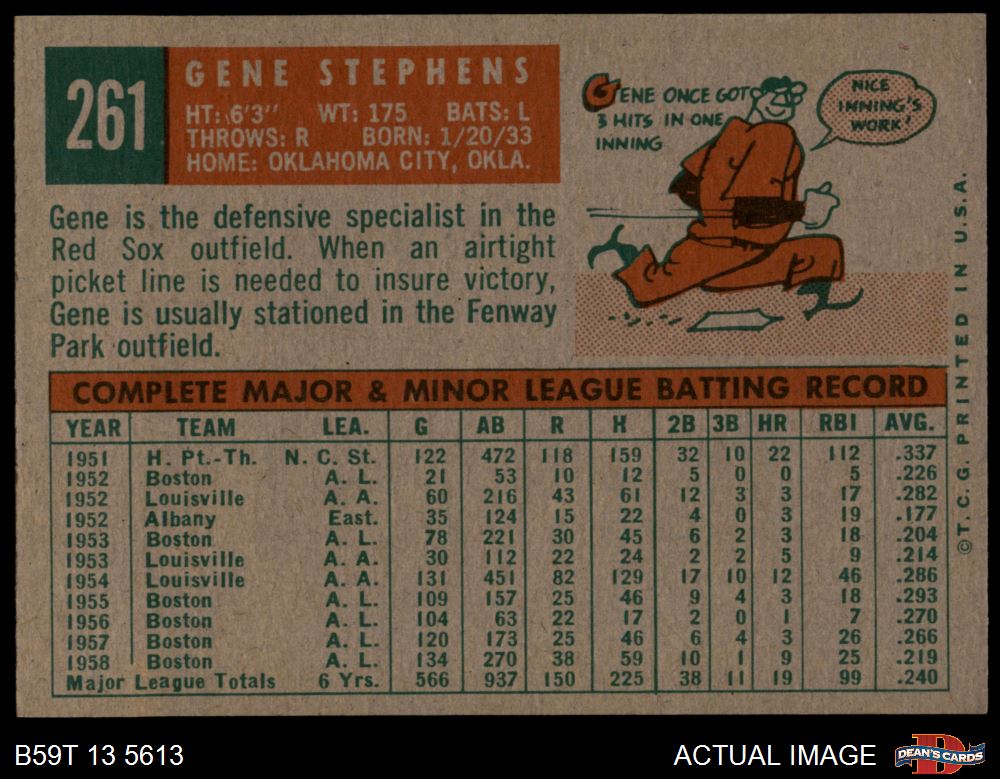 261
GENE STEPHENS
HT: 6'3" WT: 175 BATS: L
THROWS: R BORN: 1/20/33
HOME: OKLAHOMA CITY, OKLA.
GENE ONCE GOT
3 HITS IN ONE
INNING
NICE
INNING'S
WORK!
Gene is the defensive specialist in the
Red Sox outfield. When an airtight
picket line is needed to insure victory,
Gene is usually stationed in the Fenway
Park outfield.
COMPLETE MAJOR & MINOR LEAGUE BATTING RECORD
YEAR TEAM LEA. G AB R H 2B 3B HR RBI AVG.
1951 H. Pt.-Th. N. C. St. 122 472 118 159 32 10 22 112 .337
1952 Boston A. L. 21 53 10 12 5 0 0 5 .226
1952 Louisville A. A. 60 216 43 61 12 3 3 17 .282
1952 Albany East. 35 124 15 22 4 0 3 19 .177
1953 Boston A. L. 78 221 30 45 6 2 3 18 .204
1953 Louisville A. A. 30 112 22 24 2 2 5 9 .214
1954 Louisville A. A. 131 451 82 129 17 10 12 46 .286
1955 Boston A. L. 109 157 25 46 9 4 3 18 .293
1956 Boston A. L. 104 63 22 17 2 0 1 7 .270
1957 Boston A. L. 120 173 25 46 6 4 3 26 .266
1958 Boston A. L. 134 270 38 59 10 1 9 25 .219
Major League Totals 6 Yrs. 566 937 150 225 38 11 19 99 .240
©T. C. G. PRINTED IN U.S.A.
B59T 13 5613
ACTUAL IMAGE
DEAN'S CARDS